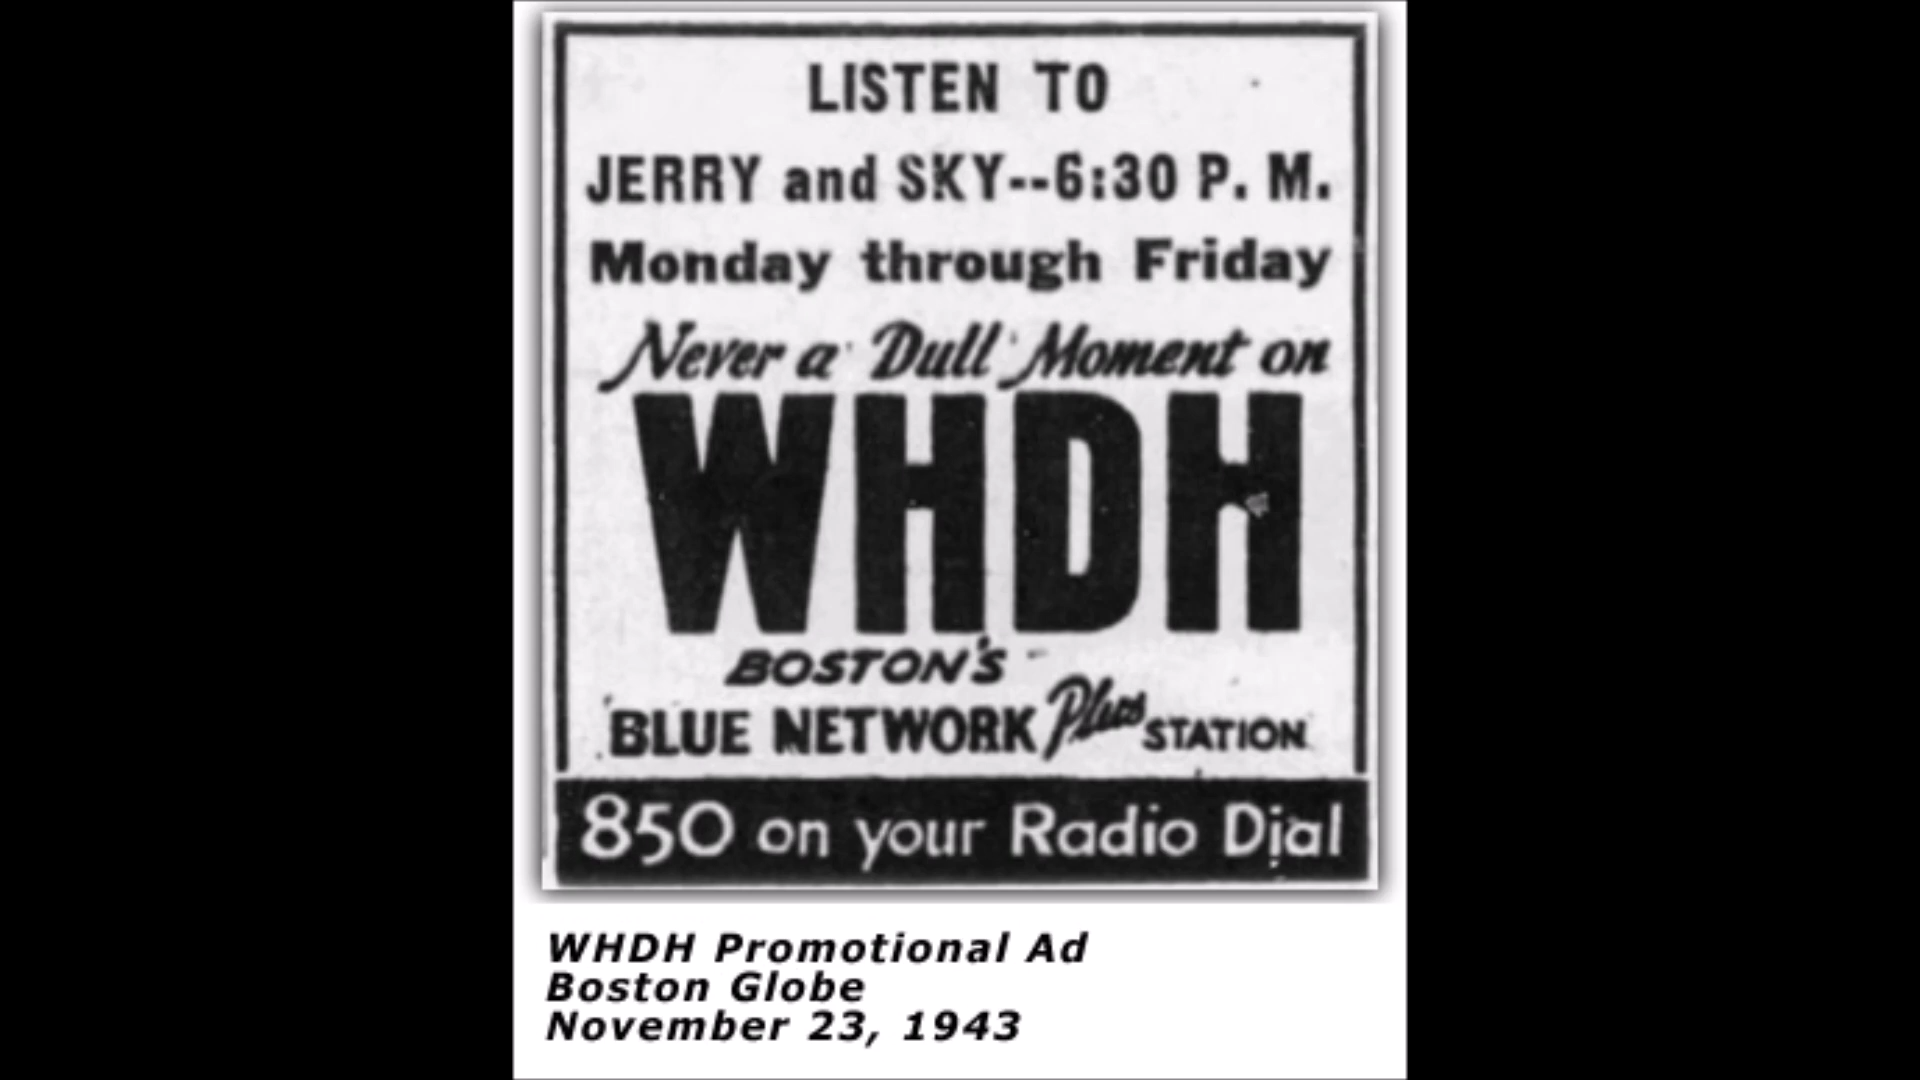 LISTEN TO
JERRY and SKY--6:30 P. M.
Monday through Friday
Never a Dull Moment on
WHDH
BOSTON'S
BLUE NETWORK Plus STATION
850 on your Radio Dial
WHDH Promotional Ad
Boston Globe
November 23, 1943